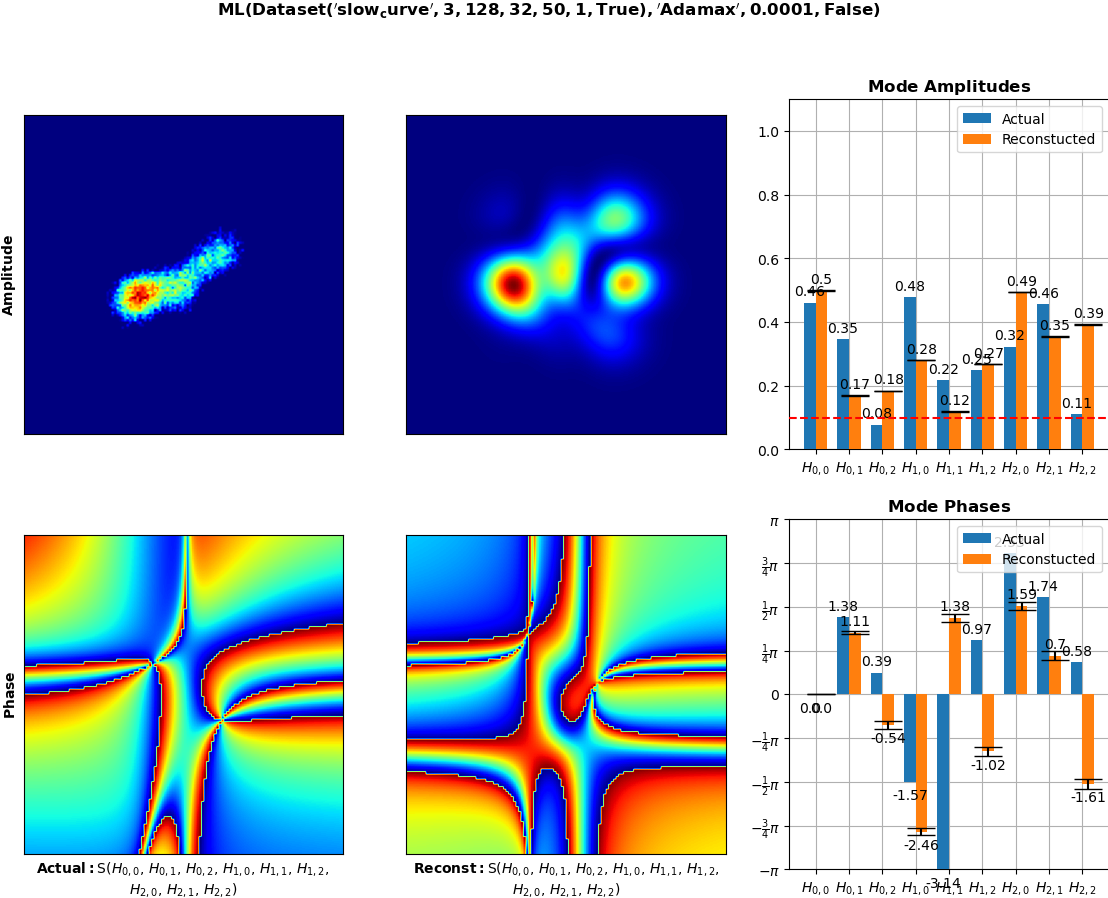 ML(Dataset(′slow_curve′, 3, 128, 32, 50, 1, True), ′Adamax′, 0.0001, False)
Amplitude
Mode Amplitudes
Actual
Reconstucted
1.0
0.8
0.6
0.4
0.2
0.0
0.46 0.5 0.35 0.17 0.08 0.18 0.48 0.28 0.22 0.12 0.25 0.27 0.32 0.49 0.46 0.35 0.11 0.39
H0,0 H0,1 H0,2 H1,0 H1,1 H1,2 H2,0 H2,1 H2,2
Phase
Mode Phases
Actual
Reconstucted
π
3/4π
1/2π
1/4π
0
−1/4π
−1/2π
−3/4π
−π
0.0 0.0 1.38 1.11 0.39 -0.54 -1.57 -2.46 -3.14 1.38 0.97 -1.02 1.59 1.74 0.7 0.58 -1.61
H0,0 H0,1 H0,2 H1,0 H1,1 H1,2 H2,0 H2,1 H2,2
Actual: S(H0,0, H0,1, H0,2, H1,0, H1,1, H1,2,
H2,0, H2,1, H2,2)
Reconst: S(H0,0, H0,1, H0,2, H1,0, H1,1, H1,2,
H2,0, H2,1, H2,2)